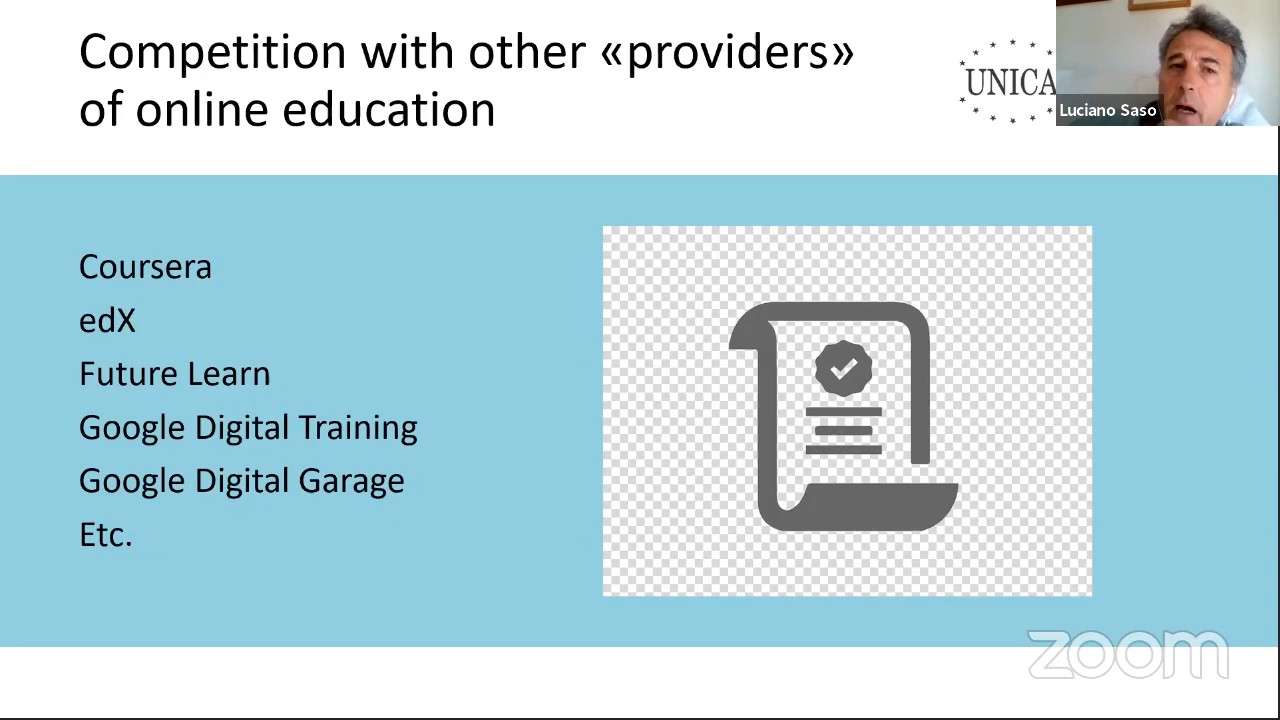 Competition with other «providers»
of online education
UNICA
Luciano Saso
Coursera
edX
Future Learn
Google Digital Training
Google Digital Garage
Etc.
zoom